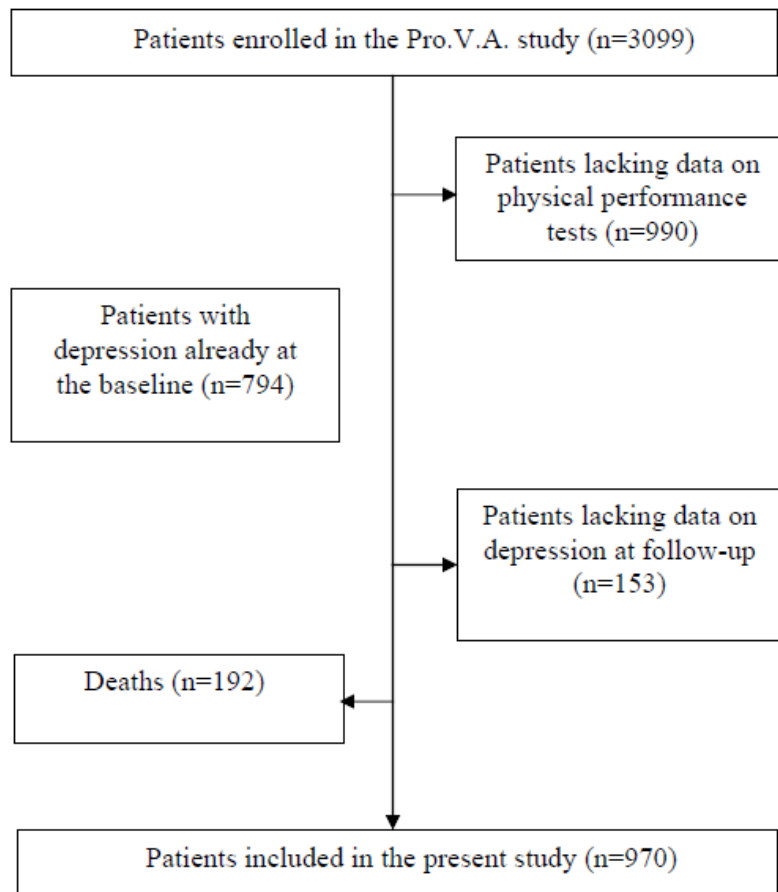 Patients enrolled in the Pro.V.A. study (n=3099)
Patients lacking data on
physical performance
tests (n=990)
Patients with
depression already at
the baseline (n=794)
Patients lacking data on
depression at follow-up
(n=153)
Deaths (n=192)
Patients included in the present study (n=970)